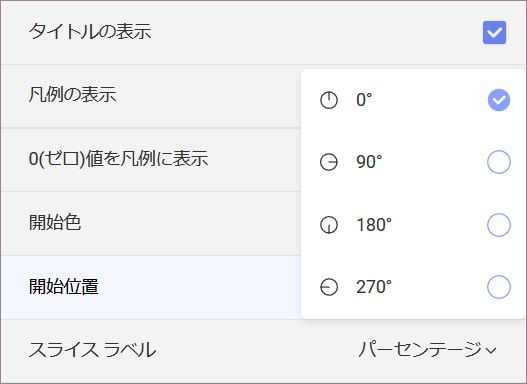 タイトルの表示
凡例の表示
0°
0(ゼロ)値を凡例に表示
90°
開始色
180°
開始位置
270°
スライス ラベル
パーセンテージ